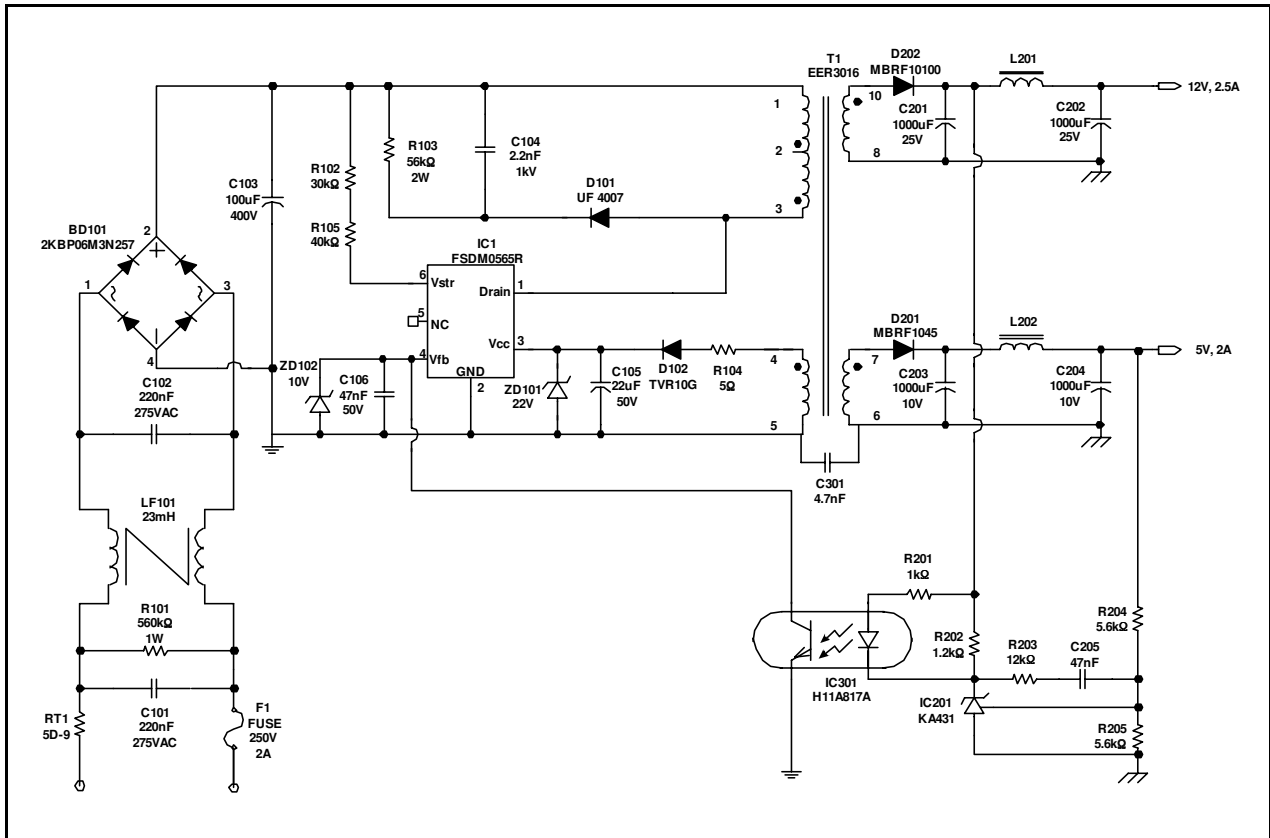 T1
EER3016
D202
MBRF10100
L201
12V, 2.5A
1
10
C201
1000uF
25V
C202
1000uF
25V
R103
56kΩ
2W
C104
2.2nF
1kV
2
8
R102
30kΩ
C103
100uF
400V
D101
UF 4007
3
R105
40kΩ
BD101
2KBP06M3N257
2
1
3
4
IC1
FSDM0565R
6
Vstr
Drain
1
5
NC
Vcc
3
4
Vfb
GND
2
D201
MBRF1045
L202
5V, 2A
4
7
D102
TVR10G
R104
5Ω
C203
1000uF
10V
C204
1000uF
10V
ZD102
10V
C106
47nF
50V
ZD101
22V
C105
22uF
50V
6
5
C102
220nF
275VAC
C301
4.7nF
LF101
23mH
R201
1kΩ
R101
560kΩ
1W
R204
5.6kΩ
R202
1.2kΩ
R203
12kΩ
C205
47nF
IC301
H11A817A
IC201
KA431
RT1
5D-9
C101
220nF
275VAC
F1
FUSE
250V
2A
R205
5.6kΩ